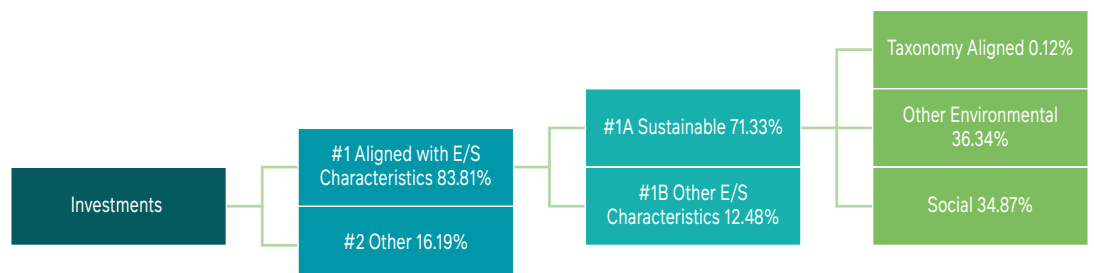 Investments
#1 Aligned with E/S
Characteristics 83.81%
#2 Other 16.19%
#1A Sustainable 71.33%
#1B Other E/S
Characteristics 12.48%
Taxonomy Aligned 0.12%
Other Environmental
36.34%
Social 34.87%